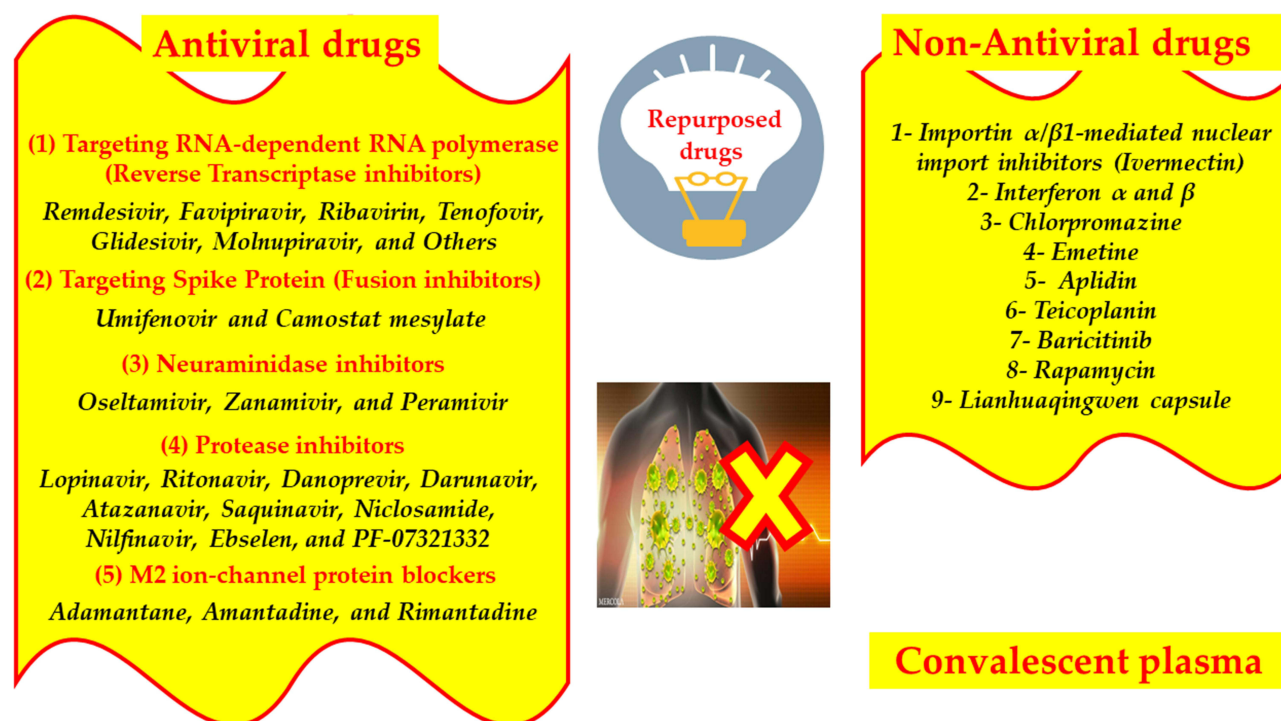 Antiviral drugs
(1) Targeting RNA-dependent RNA polymerase
(Reverse Transcriptase inhibitors)
Remdesivir, Favipiravir, Ribavirin, Tenofovir,
Glidesivir, Molnupiravir, and Others
(2) Targeting Spike Protein (Fusion inhibitors)
Umifenovir and Camostat mesylate
(3) Neuraminidase inhibitors
Oseltamivir, Zanamivir, and Peramivir
(4) Protease inhibitors
Lopinavir, Ritonavir, Danoprevir, Darunavir,
Atazanavir, Saquinavir, Niclosamide,
Nilfinavir, Ebselen, and PF-07321332
(5) M2 ion-channel protein blockers
Adamantane, Amantadine, and Rimantadine
Repurposed
drugs
MERCOLA
Non-Antiviral drugs
1- Importin α/β1-mediated nuclear
import inhibitors (Ivermectin)
2- Interferon α and β
3- Chlorpromazine
4- Emetine
5- Aplidin
6- Teicoplanin
7- Baricitinib
8- Rapamycin
9- Lianhuaqingwen capsule
Convalescent plasma